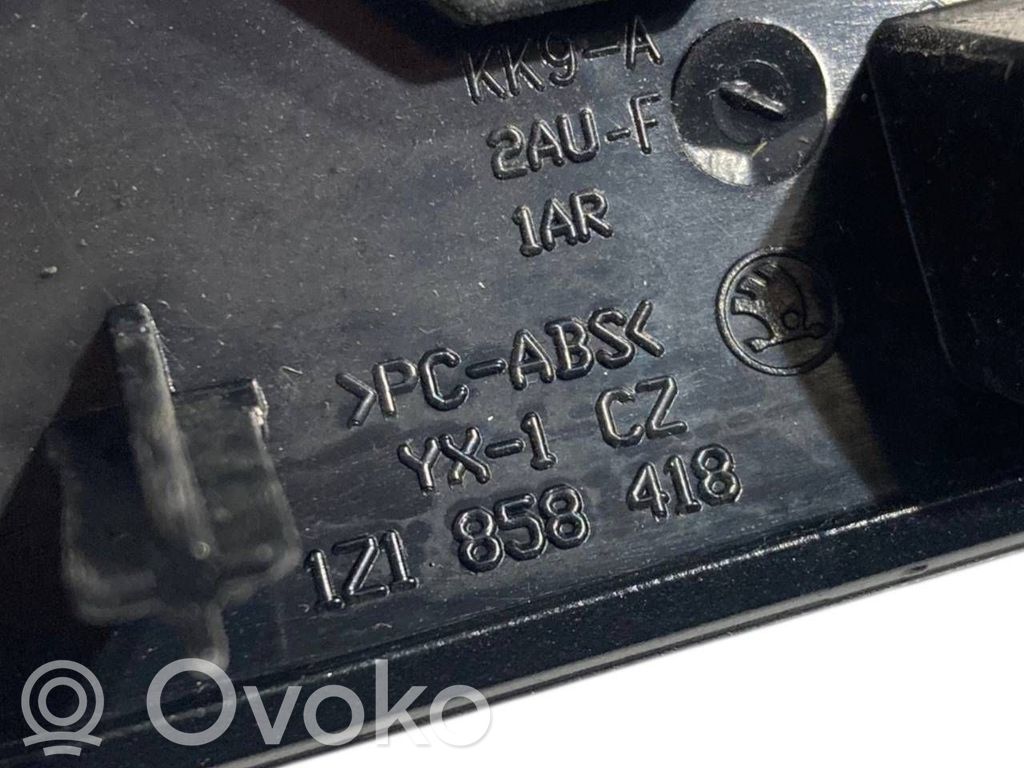 KK9-A
2AU-F
1AR
>PC-ABS<
YX-1 CZ
1Z1 858 418
Ovoko